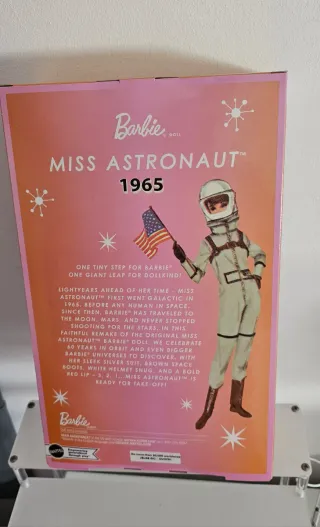 Barbie® DOLL
MISS ASTRONAUT™
1965
ONE TINY STEP FOR BARBIE®
ONE GIANT LEAP FOR DOLLKIND!
LIGHTYEARS AHEAD OF HER TIME – MISS
ASTRONAUT™ FIRST WENT GALACTIC IN
1965, BEFORE ANY HUMAN IN SPACE.
SINCE THEN, BARBIE® HAS TRAVELED TO
THE MOON, MARS, AND NEVER STOPPED
SHOOTING FOR THE STARS. IN THIS
FAITHFUL REMAKE OF THE ORIGINAL MISS
ASTRONAUT™ BARBIE® DOLL, WE CELEBRATE
60 YEARS IN ORBIT AND EVEN BIGGER
BARBIE® UNIVERSES TO DISCOVER. WITH
HER SLEEK SILVER SUIT, BROWN SPACE
BOOTS, WHITE HELMET SNUG, AND A BOLD
RED LIP – 3, 2, 1...MISS ASTRONAUT™ IS
READY FOR TAKE-OFF!
Barbie
MATTEL